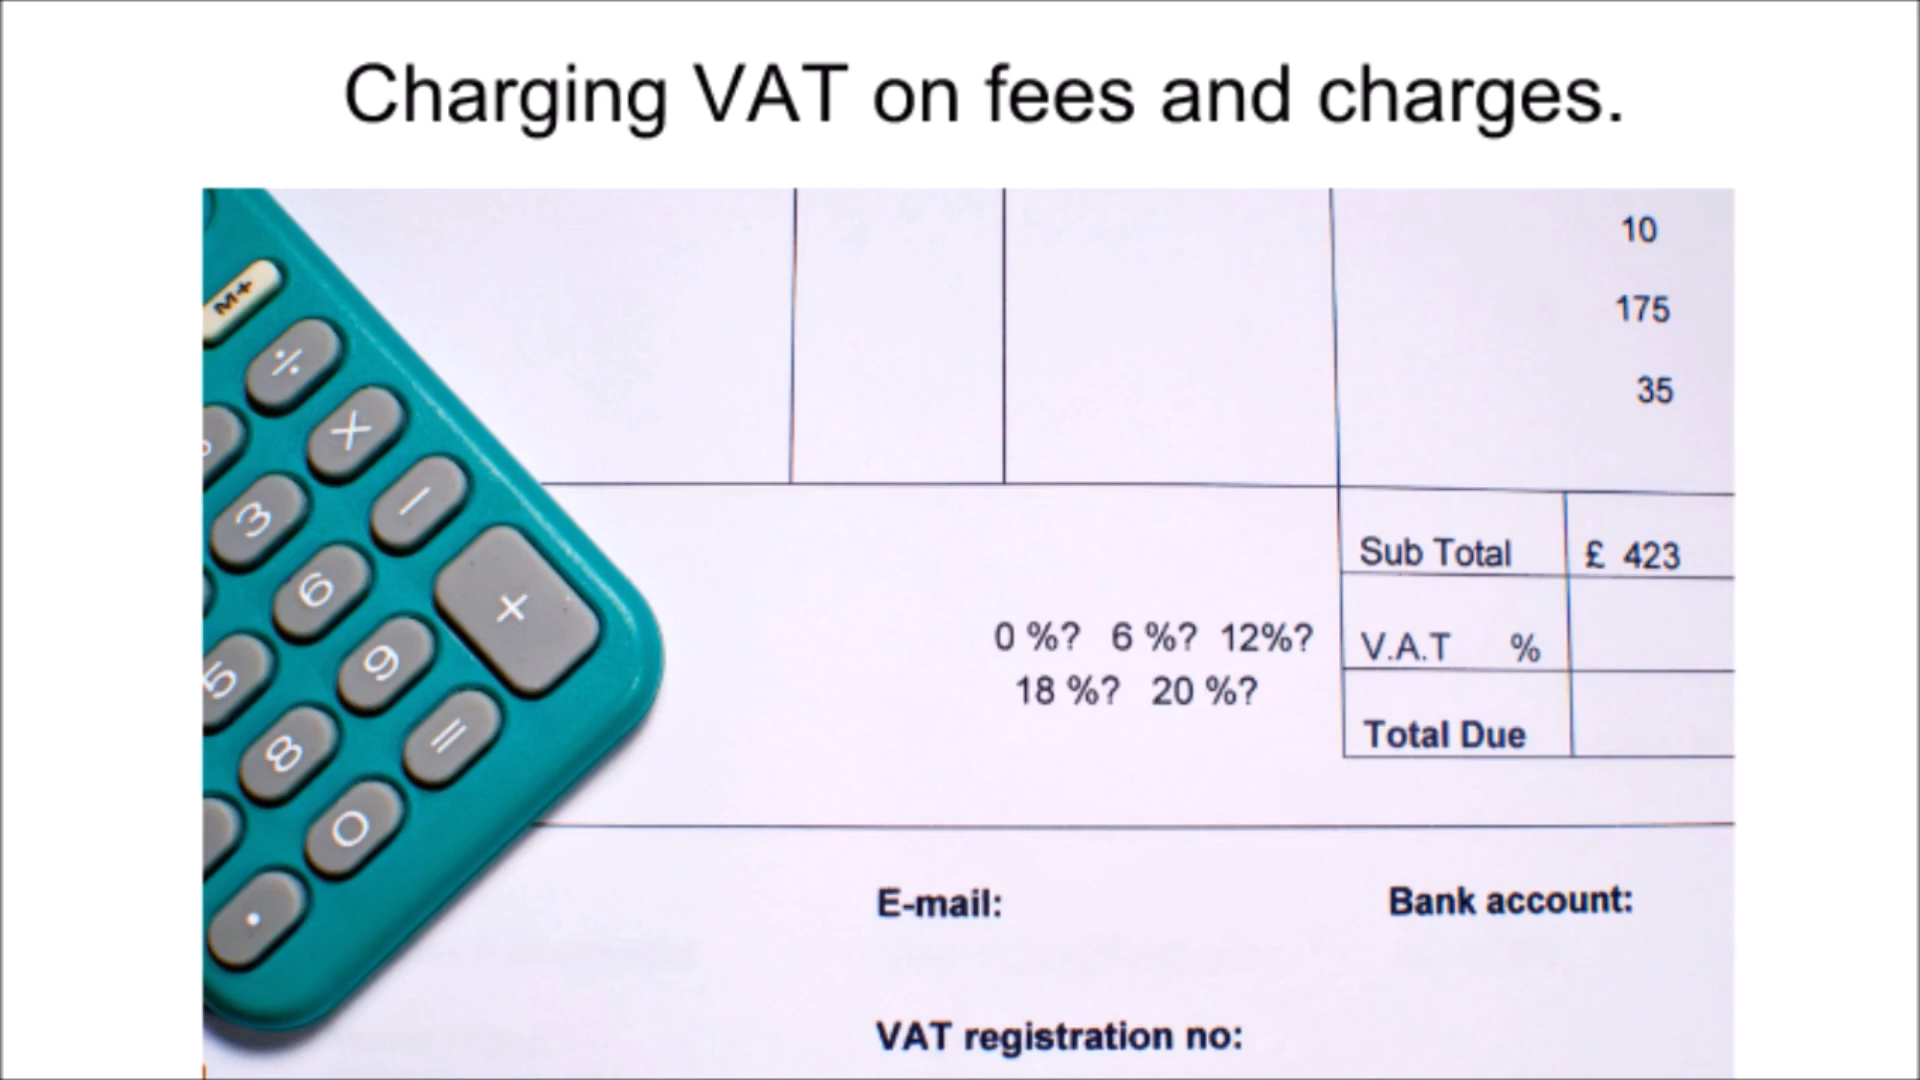 Charging VAT on fees and charges.
10
175
35
Sub Total £ 423
0 %? 6 %? 12%?
V.A.T %
18 %? 20 %?
Total Due
E-mail: Bank account:
VAT registration no:
M+
÷
×
3 −
6 +
5 9
8 =
0
.